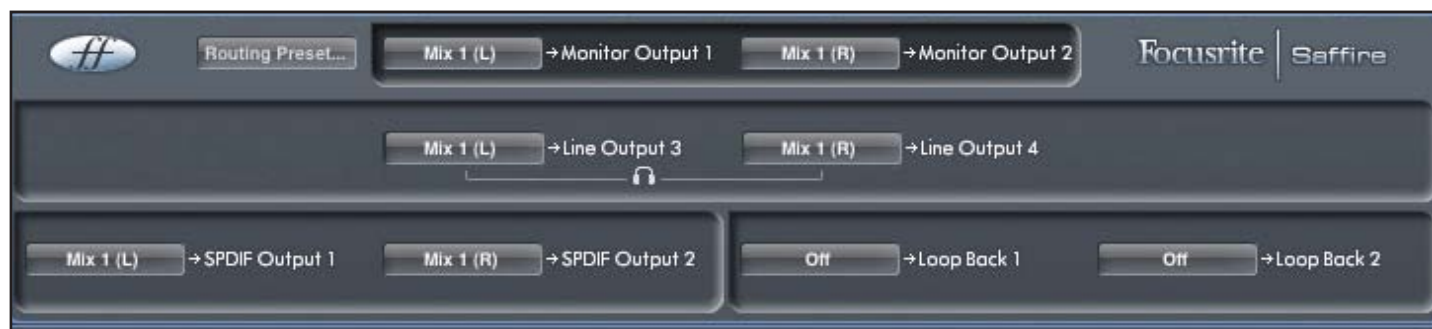 ff Routing Preset... Mix 1 (L) →Monitor Output 1 Mix 1 (R) →Monitor Output 2 Focusrite | Saffire
Mix 1 (L) →Line Output 3 Mix 1 (R) →Line Output 4
Mix 1 (L) →SPDIF Output 1 Mix 1 (R) →SPDIF Output 2 Off →Loop Back 1 Off →Loop Back 2